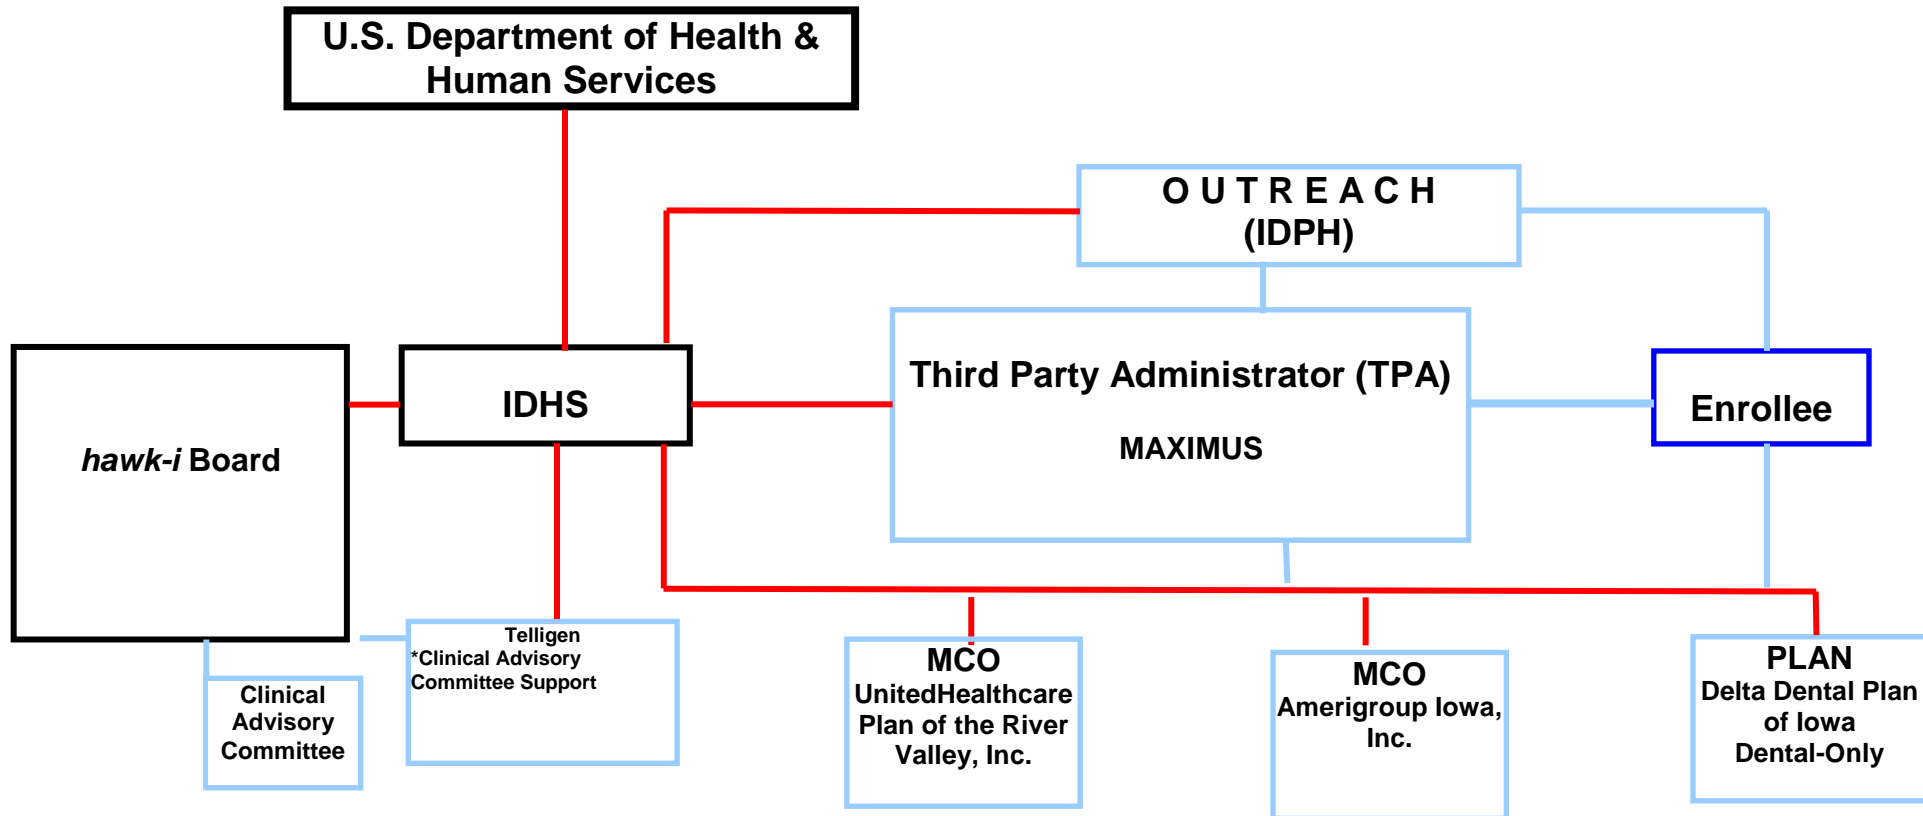 U.S. Department of Health &
Human Services
O U T R E A C H
(IDPH)
Third Party Administrator (TPA)
MAXIMUS
IDHS
Enrollee
hawk-i Board
Telligen
*Clinical Advisory
Committee Support
Clinical
Advisory
Committee
MCO
UnitedHealthcare
Plan of the River
Valley, Inc.
MCO
Amerigroup Iowa,
Inc.
PLAN
Delta Dental Plan
of Iowa
Dental-Only